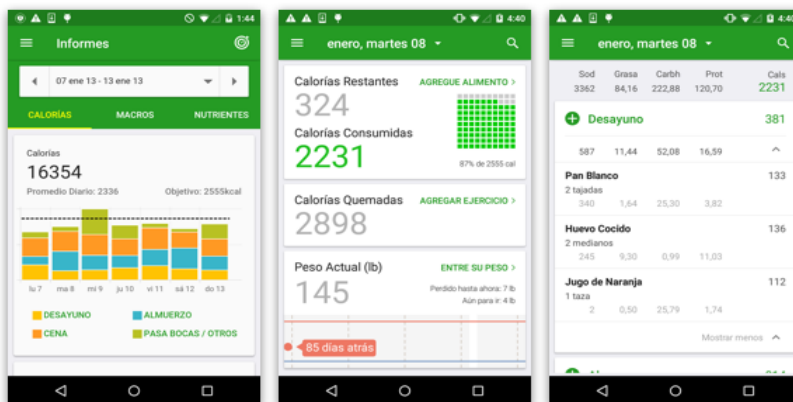 1:44
Informes
07 ene 13 - 13 ene 13
CALORÍAS MACROS NUTRIENTES
Calorías
16354
Promedio Diario: 2336 Objetivo: 2555kcal
lu 7 ma 8 mi 9 ju 10 vi 11 sá 12 do 13
DESAYUNO ALMUERZO
CENA PASA BOCAS / OTROS
4:40
enero, martes 08
Calorías Restantes AGREGUE ALIMENTO >
324
Calorías Consumidas
2231
87% de 2555 cal
Calorías Quemadas AGREGAR EJERCICIO >
2898
Peso Actual (lb) ENTRE SU PESO >
145
Perdido hasta ahora: 7 lb
Aún para ir: 4 lb
85 días atrás
4:40
enero, martes 08
Sod Grasa Carbh Prot Cals
3362 84,16 222,88 120,70 2231
Desayuno 381
587 11,44 52,08 16,59
Pan Blanco 133
2 tajadas
340 1,64 25,30 3,82
Huevo Cocido 136
2 medianos
245 9,30 0,99 11,03
Jugo de Naranja 112
1 taza
2 0,50 25,79 1,74
Mostrar menos